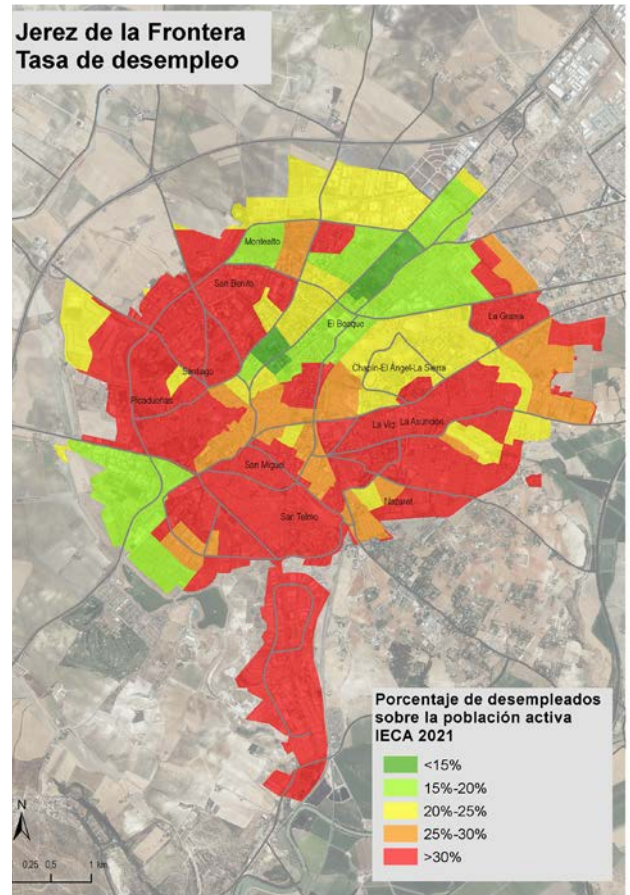 Jerez de la Frontera
Tasa de desempleo
Montealto
San Benito
La Granja
El Bosque
Chapín-El Ángel-La Sierra
Santiago
Picadueñas
La Vid
La Asunción
San Miguel
Nazaret
San Telmo
Porcentaje de desempleados
sobre la población activa
IECA 2021
<15%
15%-20%
20%-25%
25%-30%
>30%
N
0,25 0,5 1 km